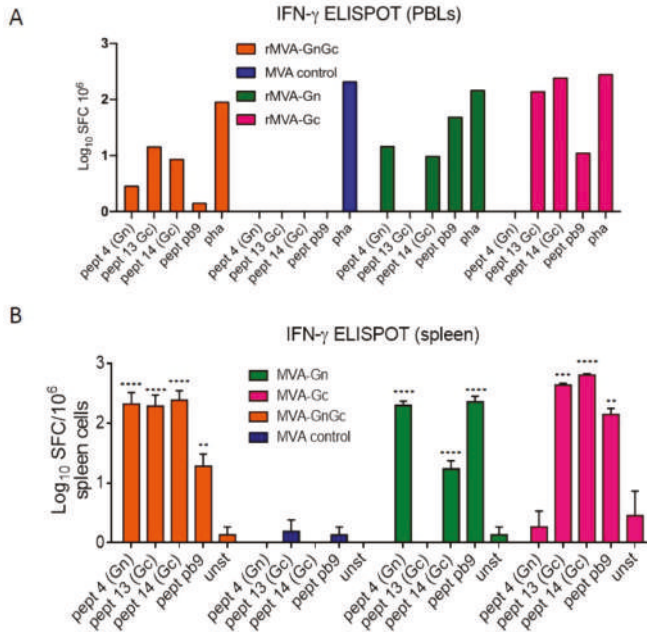 A
IFN-γ ELISPOT (PBLs)
3
2
1
0
Log10 SFC 10^6
rMVA-GnGc
MVA control
rMVA-Gn
rMVA-Gc
pept 4 (Gn)
pept 13 (Gc)
pept 14 (Gc)
pept pb9
pha
pept 4 (Gn)
pept 13 (Gc)
pept 14 (Gc)
pept pb9
pha
pept 4 (Gn)
pept 13 (Gc)
pept 14 (Gc)
pept pb9
pha
pept 4 (Gn)
pept 13 Gc)
pept 14 (Gc)
pept pb9
pha
B
IFN-γ ELISPOT (spleen)
3
2
1
0
Log10 SFC/10^6
spleen cells
MVA-Gn
MVA-Gc
MVA-GnGc
MVA control
****
****
****
**
****
****
****
***
****
**
pept 4 (Gn)
pept 13 (Gc)
pept 14 (Gc)
pept pb9
unst
pept 4 (Gn)
pept 13 (Gc)
pept 14 (Gc)
pept pb9
unst
pept 4 (Gn)
pept 13 (Gc)
pept 14 (Gc)
pept pb9
unst
pept 4 (Gn)
pept 13 (Gc)
pept 14 (Gc)
pept pb9
unst